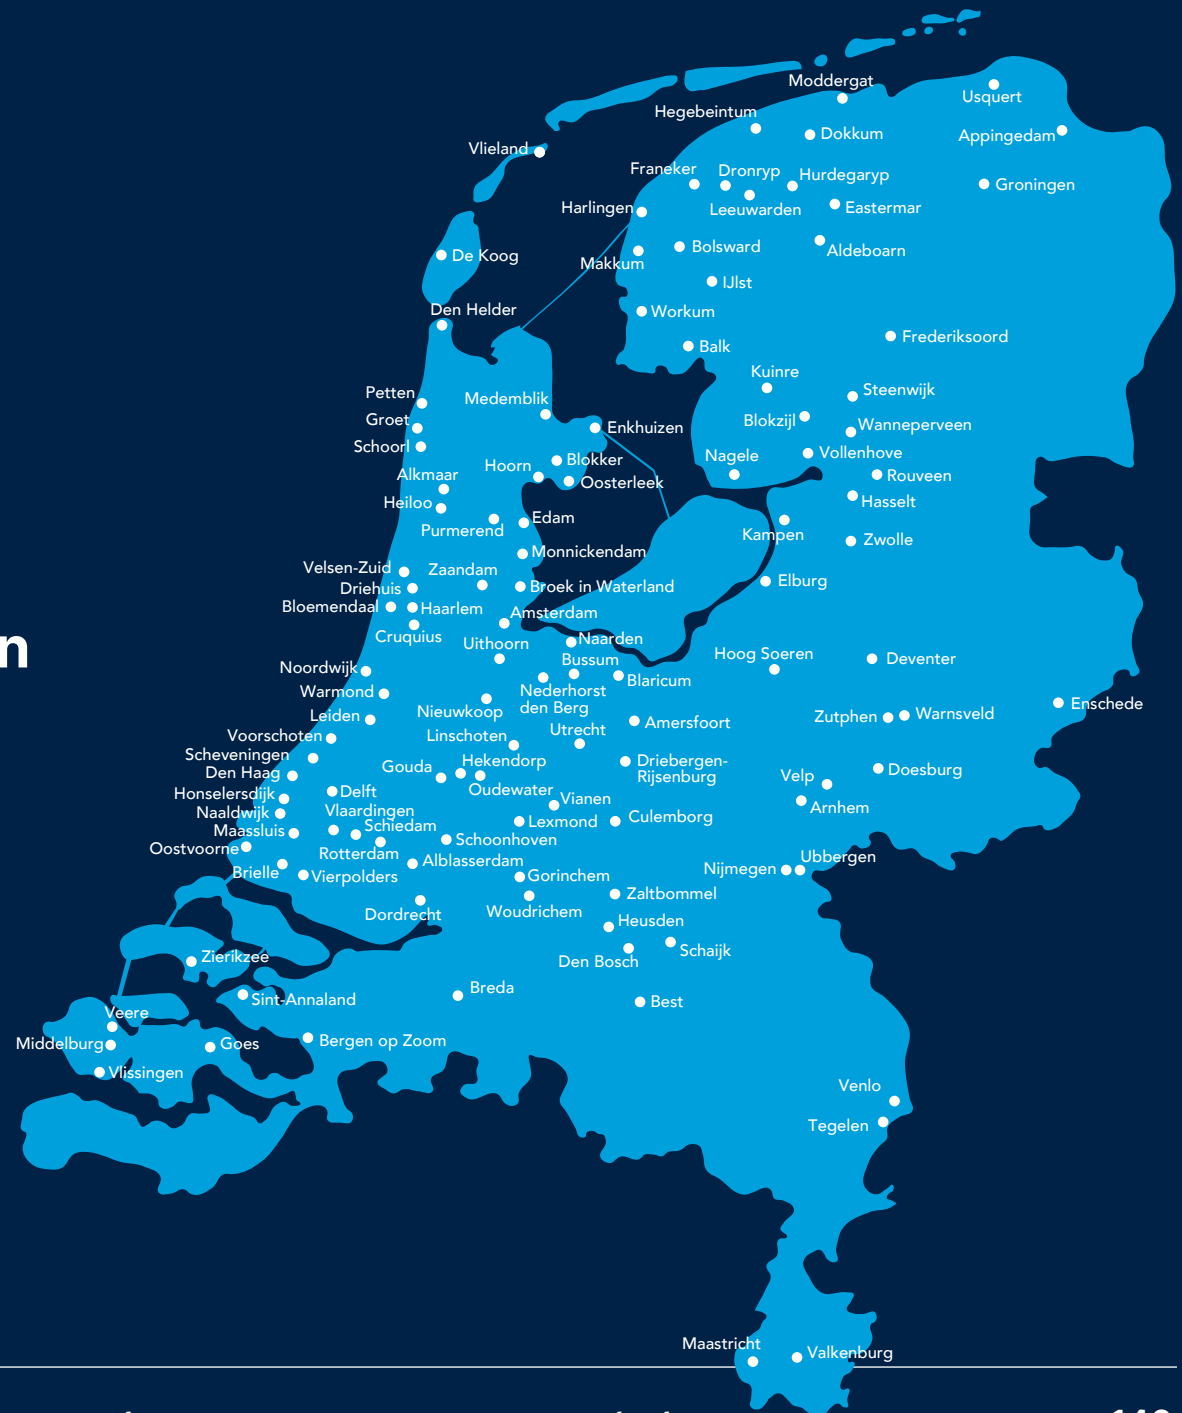 Moddergat
Usquert
Hegebeintum
Dokkum
Appingedam
Vlieland
Franeker
Dronryp
Hurdegaryp
Groningen
Harlingen
Leeuwarden
Eastermar
Bolsward
Aldeboarn
De Koog
Makkum
IJlst
Den Helder
Workum
Frederiksoord
Balk
Kuinre
Petten
Medemblik
Steenwijk
Groet
Enkhuizen
Blokzijl
Wanneperveen
Schoorl
Hoorn
Blokker
Nagele
Vollenhove
Alkmaar
Oosterleek
Rouveen
Heiloo
Hasselt
Purmerend
Edam
Kampen
Zwolle
Monnickendam
Velsen-Zuid
Zaandam
Driehuis
Broek in Waterland
Elburg
Bloemendaal
Haarlem
Amsterdam
Cruquius
Uithoorn
Naarden
n
Bussum
Hoog Soeren
Deventer
Noordwijk
Blaricum
Warmond
Nederhorst
den Berg
Enschede
Leiden
Nieuwkoop
Zutphen
Warnsveld
Voorschoten
Linschoten
Utrecht
Amersfoort
Scheveningen
Hekendorp
Driebergen-
Rijsenburg
Den Haag
Gouda
Velp
Doesburg
Honselersdijk
Delft
Oudewater
Vianen
Arnhem
Naaldwijk
Vlaardingen
Lexmond
Culemborg
Maassluis
Schiedam
Oostvoorne
Rotterdam
Schoonhoven
Brielle
Vierpolders
Alblasserdam
Gorinchem
Nijmegen
Ubbergen
Dordrecht
Woudrichem
Zaltbommel
Heusden
Zierikzee
Den Bosch
Schaijk
Sint-Annaland
Breda
Best
Veere
Middelburg
Goes
Bergen op Zoom
Vlissingen
Venlo
Tegelen
Maastricht
Valkenburg